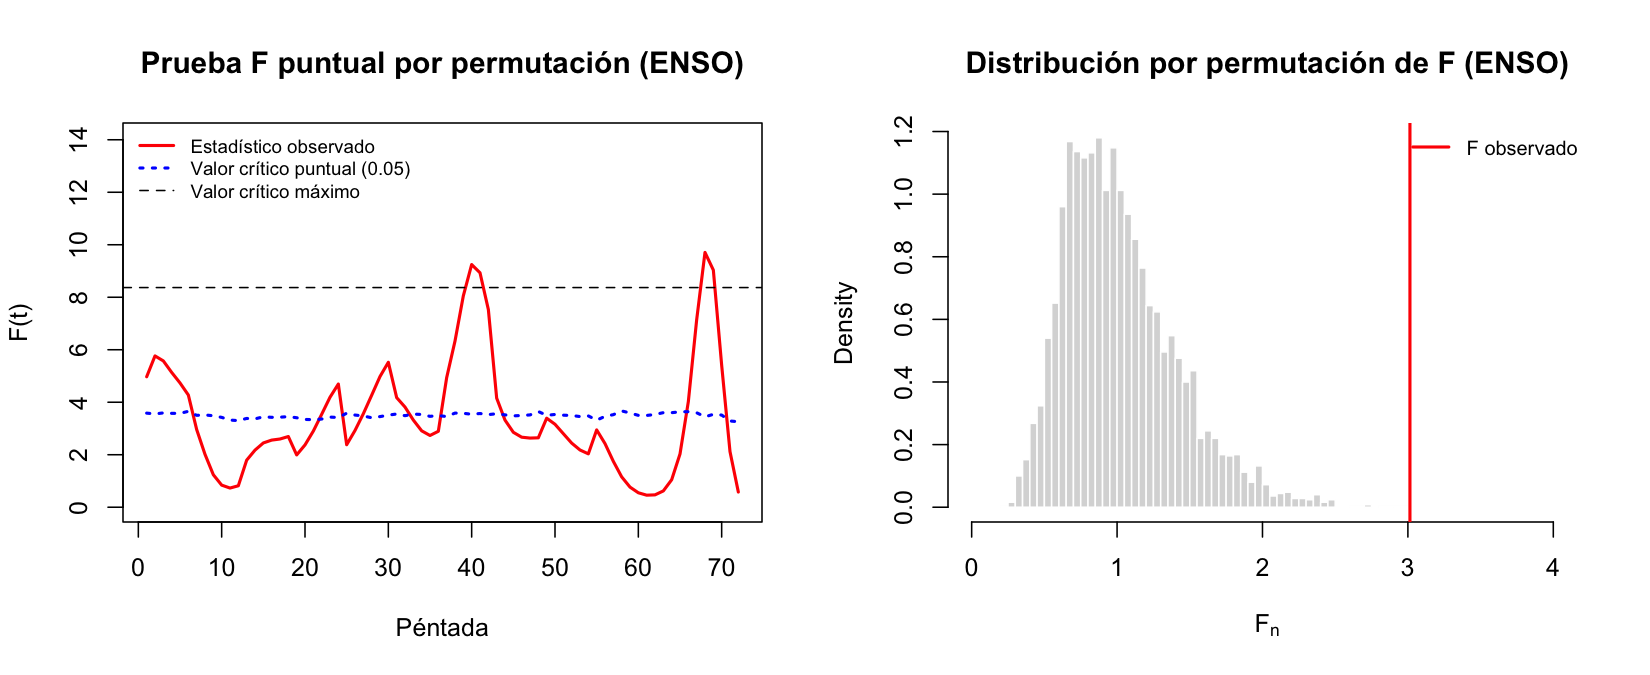 Prueba F puntual por permutación (ENSO)
F(t)
14
12
10
8
6
4
2
0
Estadístico observado
Valor crítico puntual (0.05)
Valor crítico máximo
0 10 20 30 40 50 60 70
Péntada
Distribución por permutación de F (ENSO)
Density
1.2
1.0
0.8
0.6
0.4
0.2
0.0
F observado
0 1 2 3 4
Fn